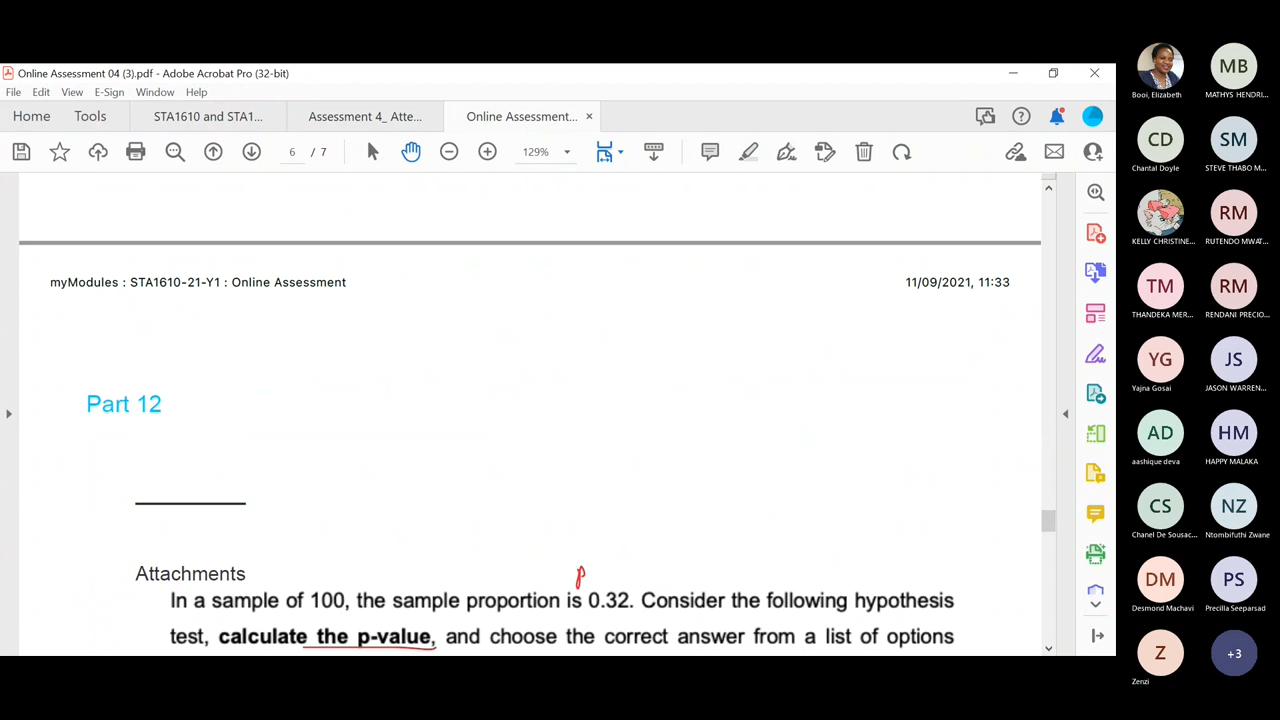 Online Assessment 04 (3).pdf - Adobe Acrobat Pro (32-bit)
File Edit View E-Sign Window Help
Home Tools STA1610 and STA1... Assessment 4_ Atte... Online Assessment... ×
6 / 7 129%
myModules : STA1610-21-Y1 : Online Assessment 11/09/2021, 11:33
Part 12
Attachments
p
In a sample of 100, the sample proportion is 0.32. Consider the following hypothesis
test, calculate the p-value, and choose the correct answer from a list of options
MB
Booi, Elizabeth MATHYS HENDRI...
CD SM
Chantal Doyle STEVE THABO M...
RM
KELLY CHRISTINE... RUTENDO MWAT...
TM RM
THANDEKA MER... RENDANI PRECIO...
YG JS
Yajna Gosai JASON WARREN...
AD HM
aashique deva HAPPY MALAKA
CS NZ
Chanel De Sousac... Ntombifuthi Zwane
DM PS
Desmond Machavi Precilla Seeparsad
Z +3
Zenzi